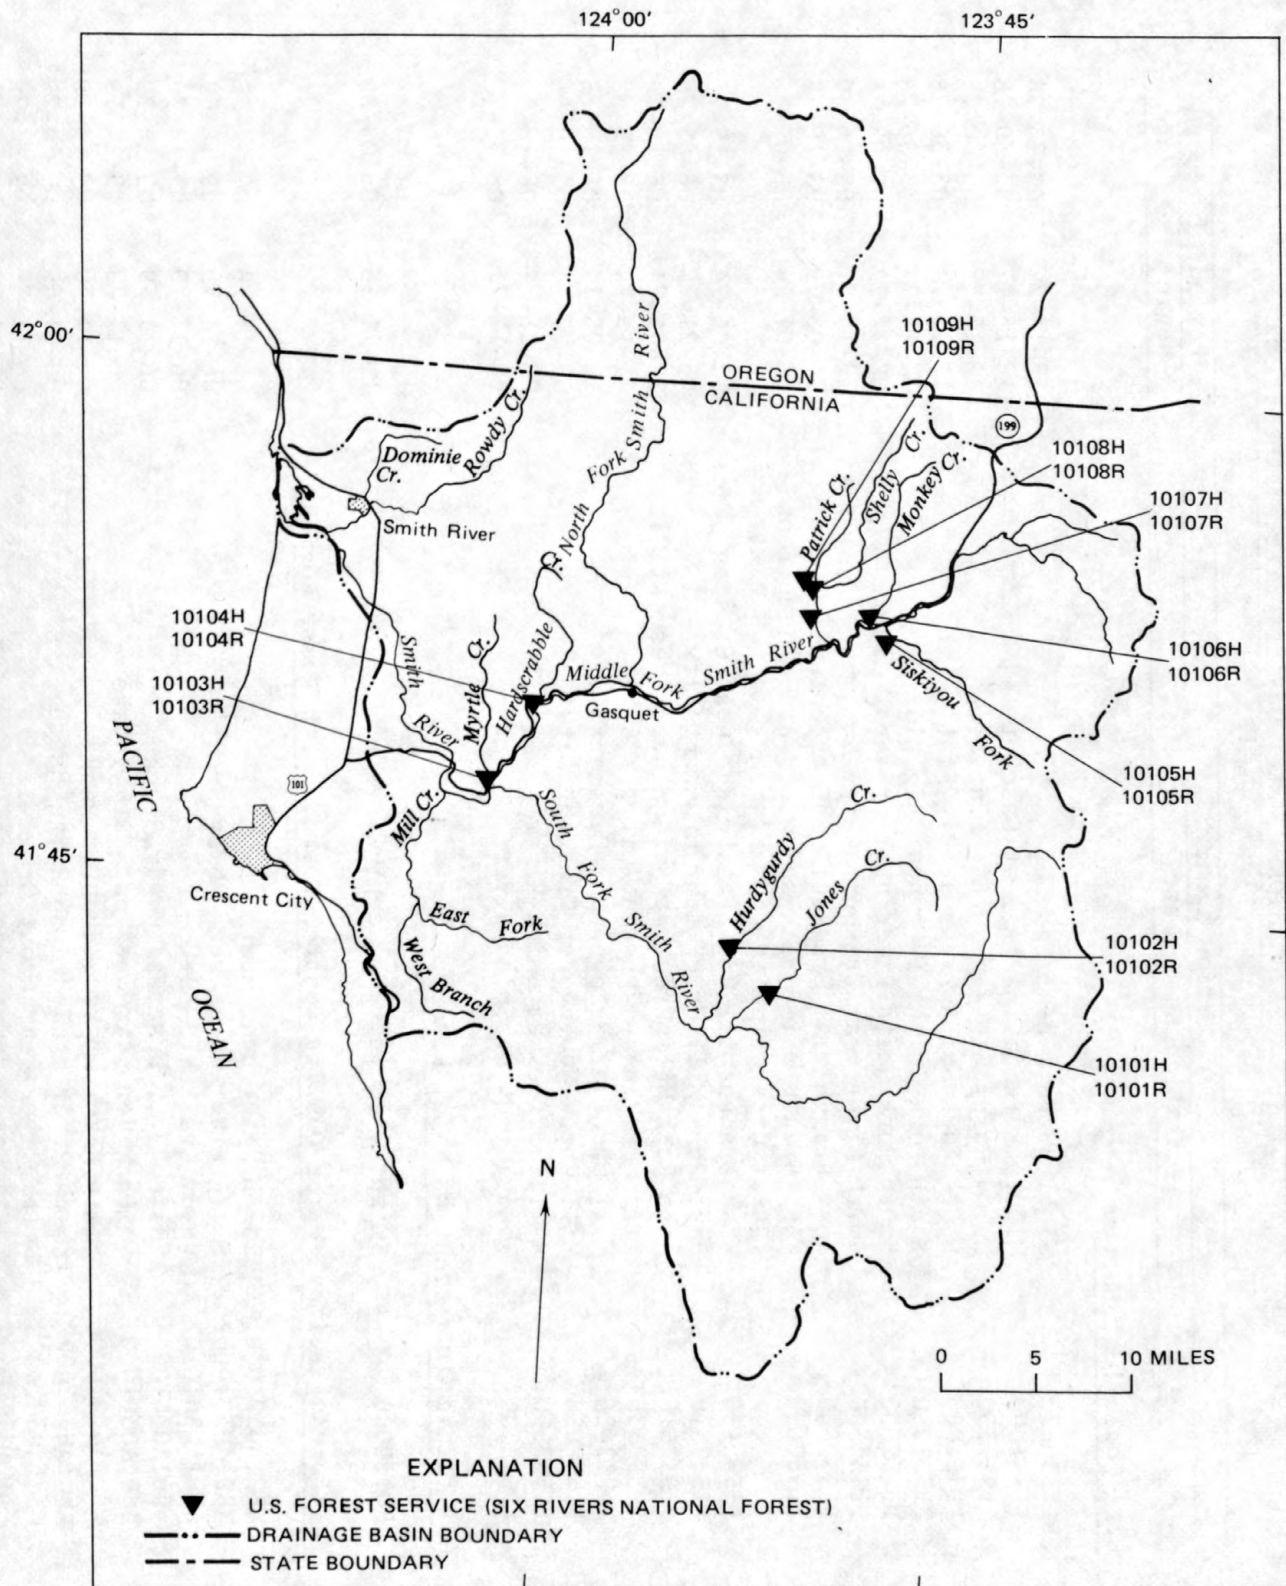 124°00′
123°45′
42°00′
10109H
10109R
OREGON
CALIFORNIA
199
10108H
10108R
10107H
10107R
Dominie
Cr.
Rowdy Cr.
Smith River
North
Fork Smith
River
Patrick Cr.
Shelly Cr.
Monkey Cr.
10104H
10104R
10103H
10103R
Smith
River
Myrtle Cr.
Hardscrabble Cr.
Middle
Fork
Smith River
Gasquet
Siskiyou
Fork
10106H
10106R
10105H
10105R
PACIFIC
OCEAN
101
41°45′
Crescent City
Mill Cr.
East
Fork
West Branch
South
Fork
Smith
River
Hurdygurdy
Cr.
Jones
Cr.
10102H
10102R
10101H
10101R
N
0 5 10 MILES
EXPLANATION
U.S. FOREST SERVICE (SIX RIVERS NATIONAL FOREST)
DRAINAGE BASIN BOUNDARY
STATE BOUNDARY